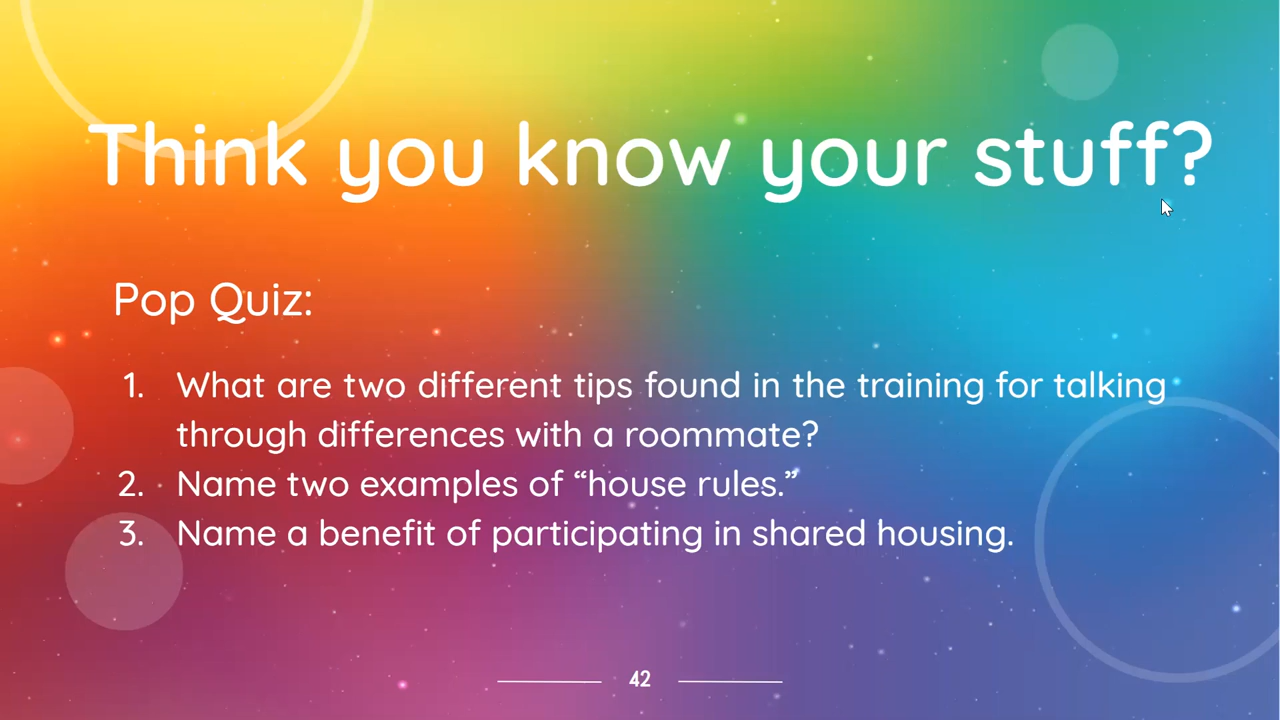 Think you know your stuff?
Pop Quiz:
1. What are two different tips found in the training for talking
through differences with a roommate?
2. Name two examples of “house rules.”
3. Name a benefit of participating in shared housing.
42